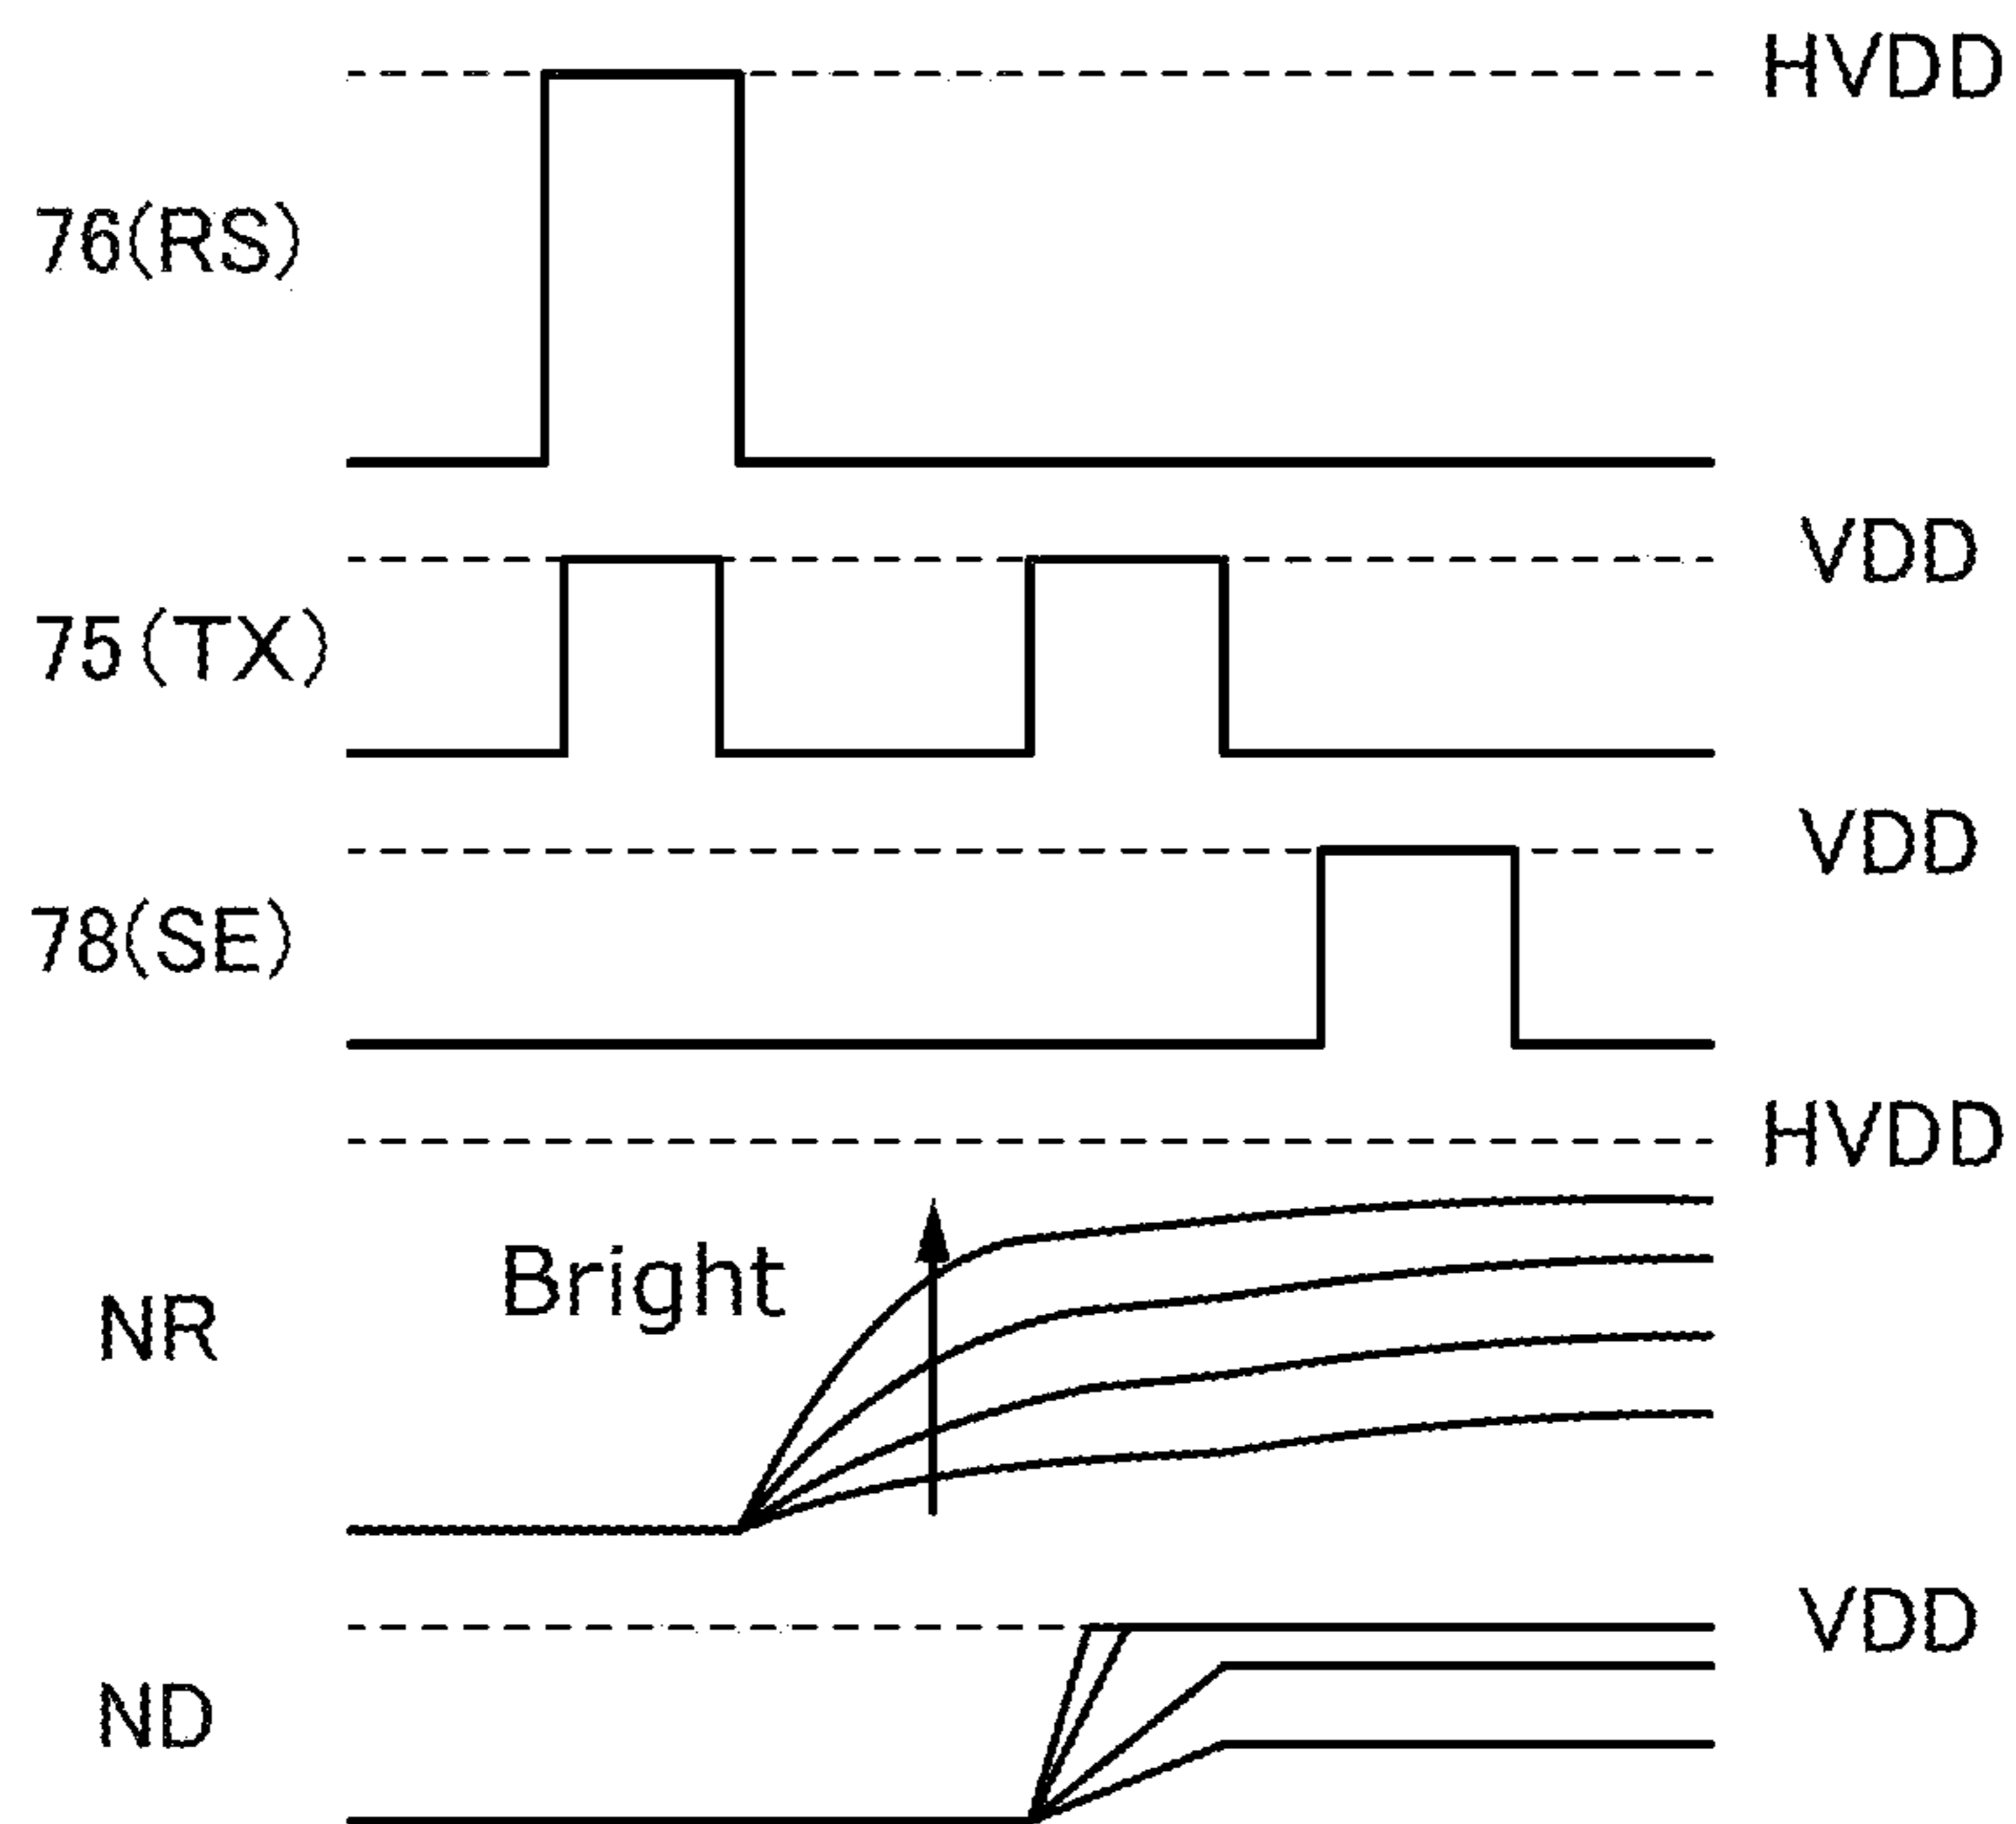 HVDD
76(RS)
VDD
75(TX)
VDD
78(SE)
HVDD
Bright
NR
VDD
ND